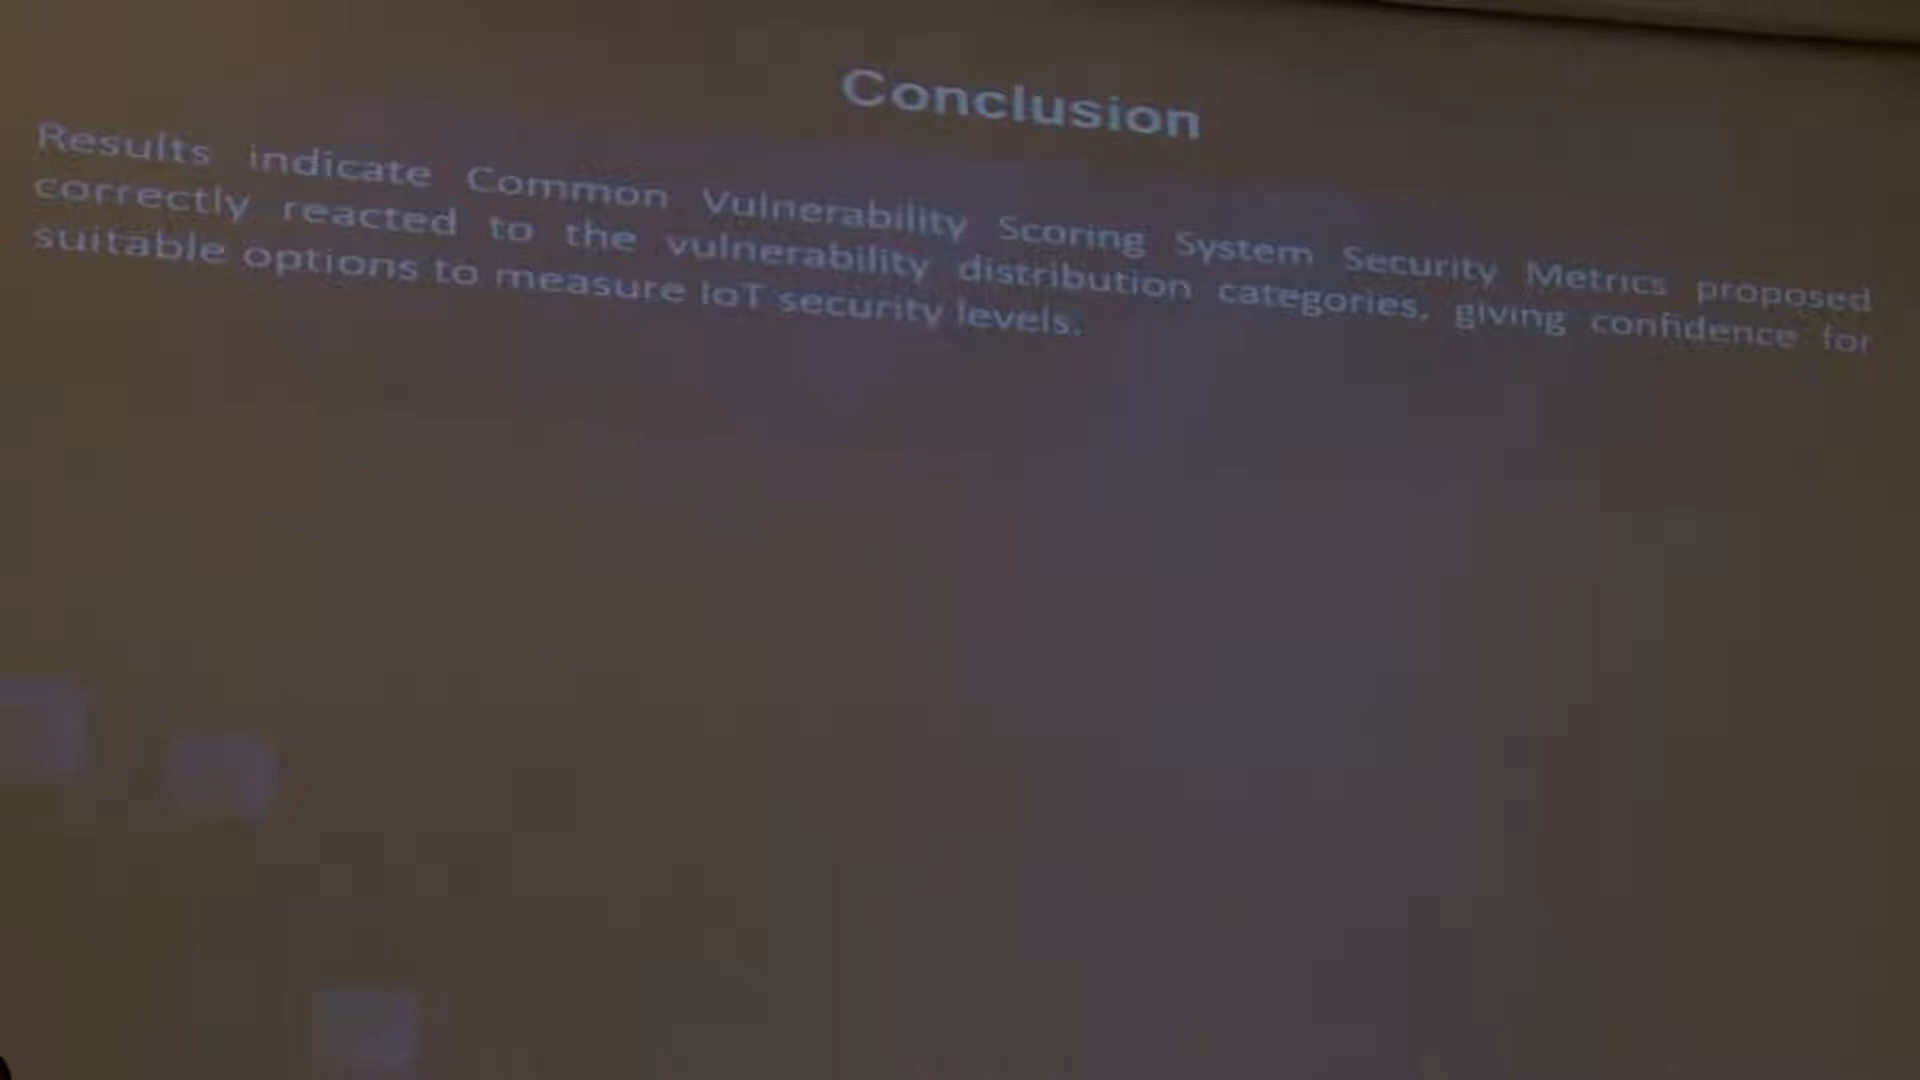 Conclusion
Results indicate Common Vulnerability Scoring System Security Metrics proposed
correctly reacted to the vulnerability distribution categories, giving confidence for
suitable options to measure IoT security levels.